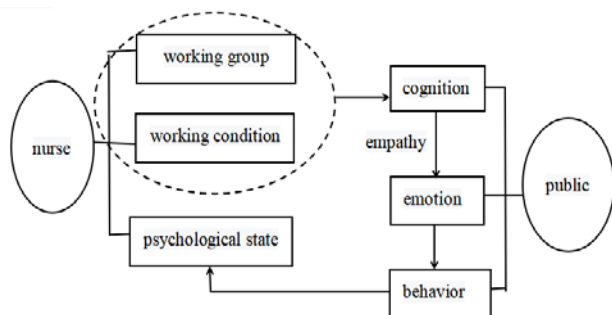 working group
cognition
working condition
empathy
nurse
public
emotion
psychological state
behavior